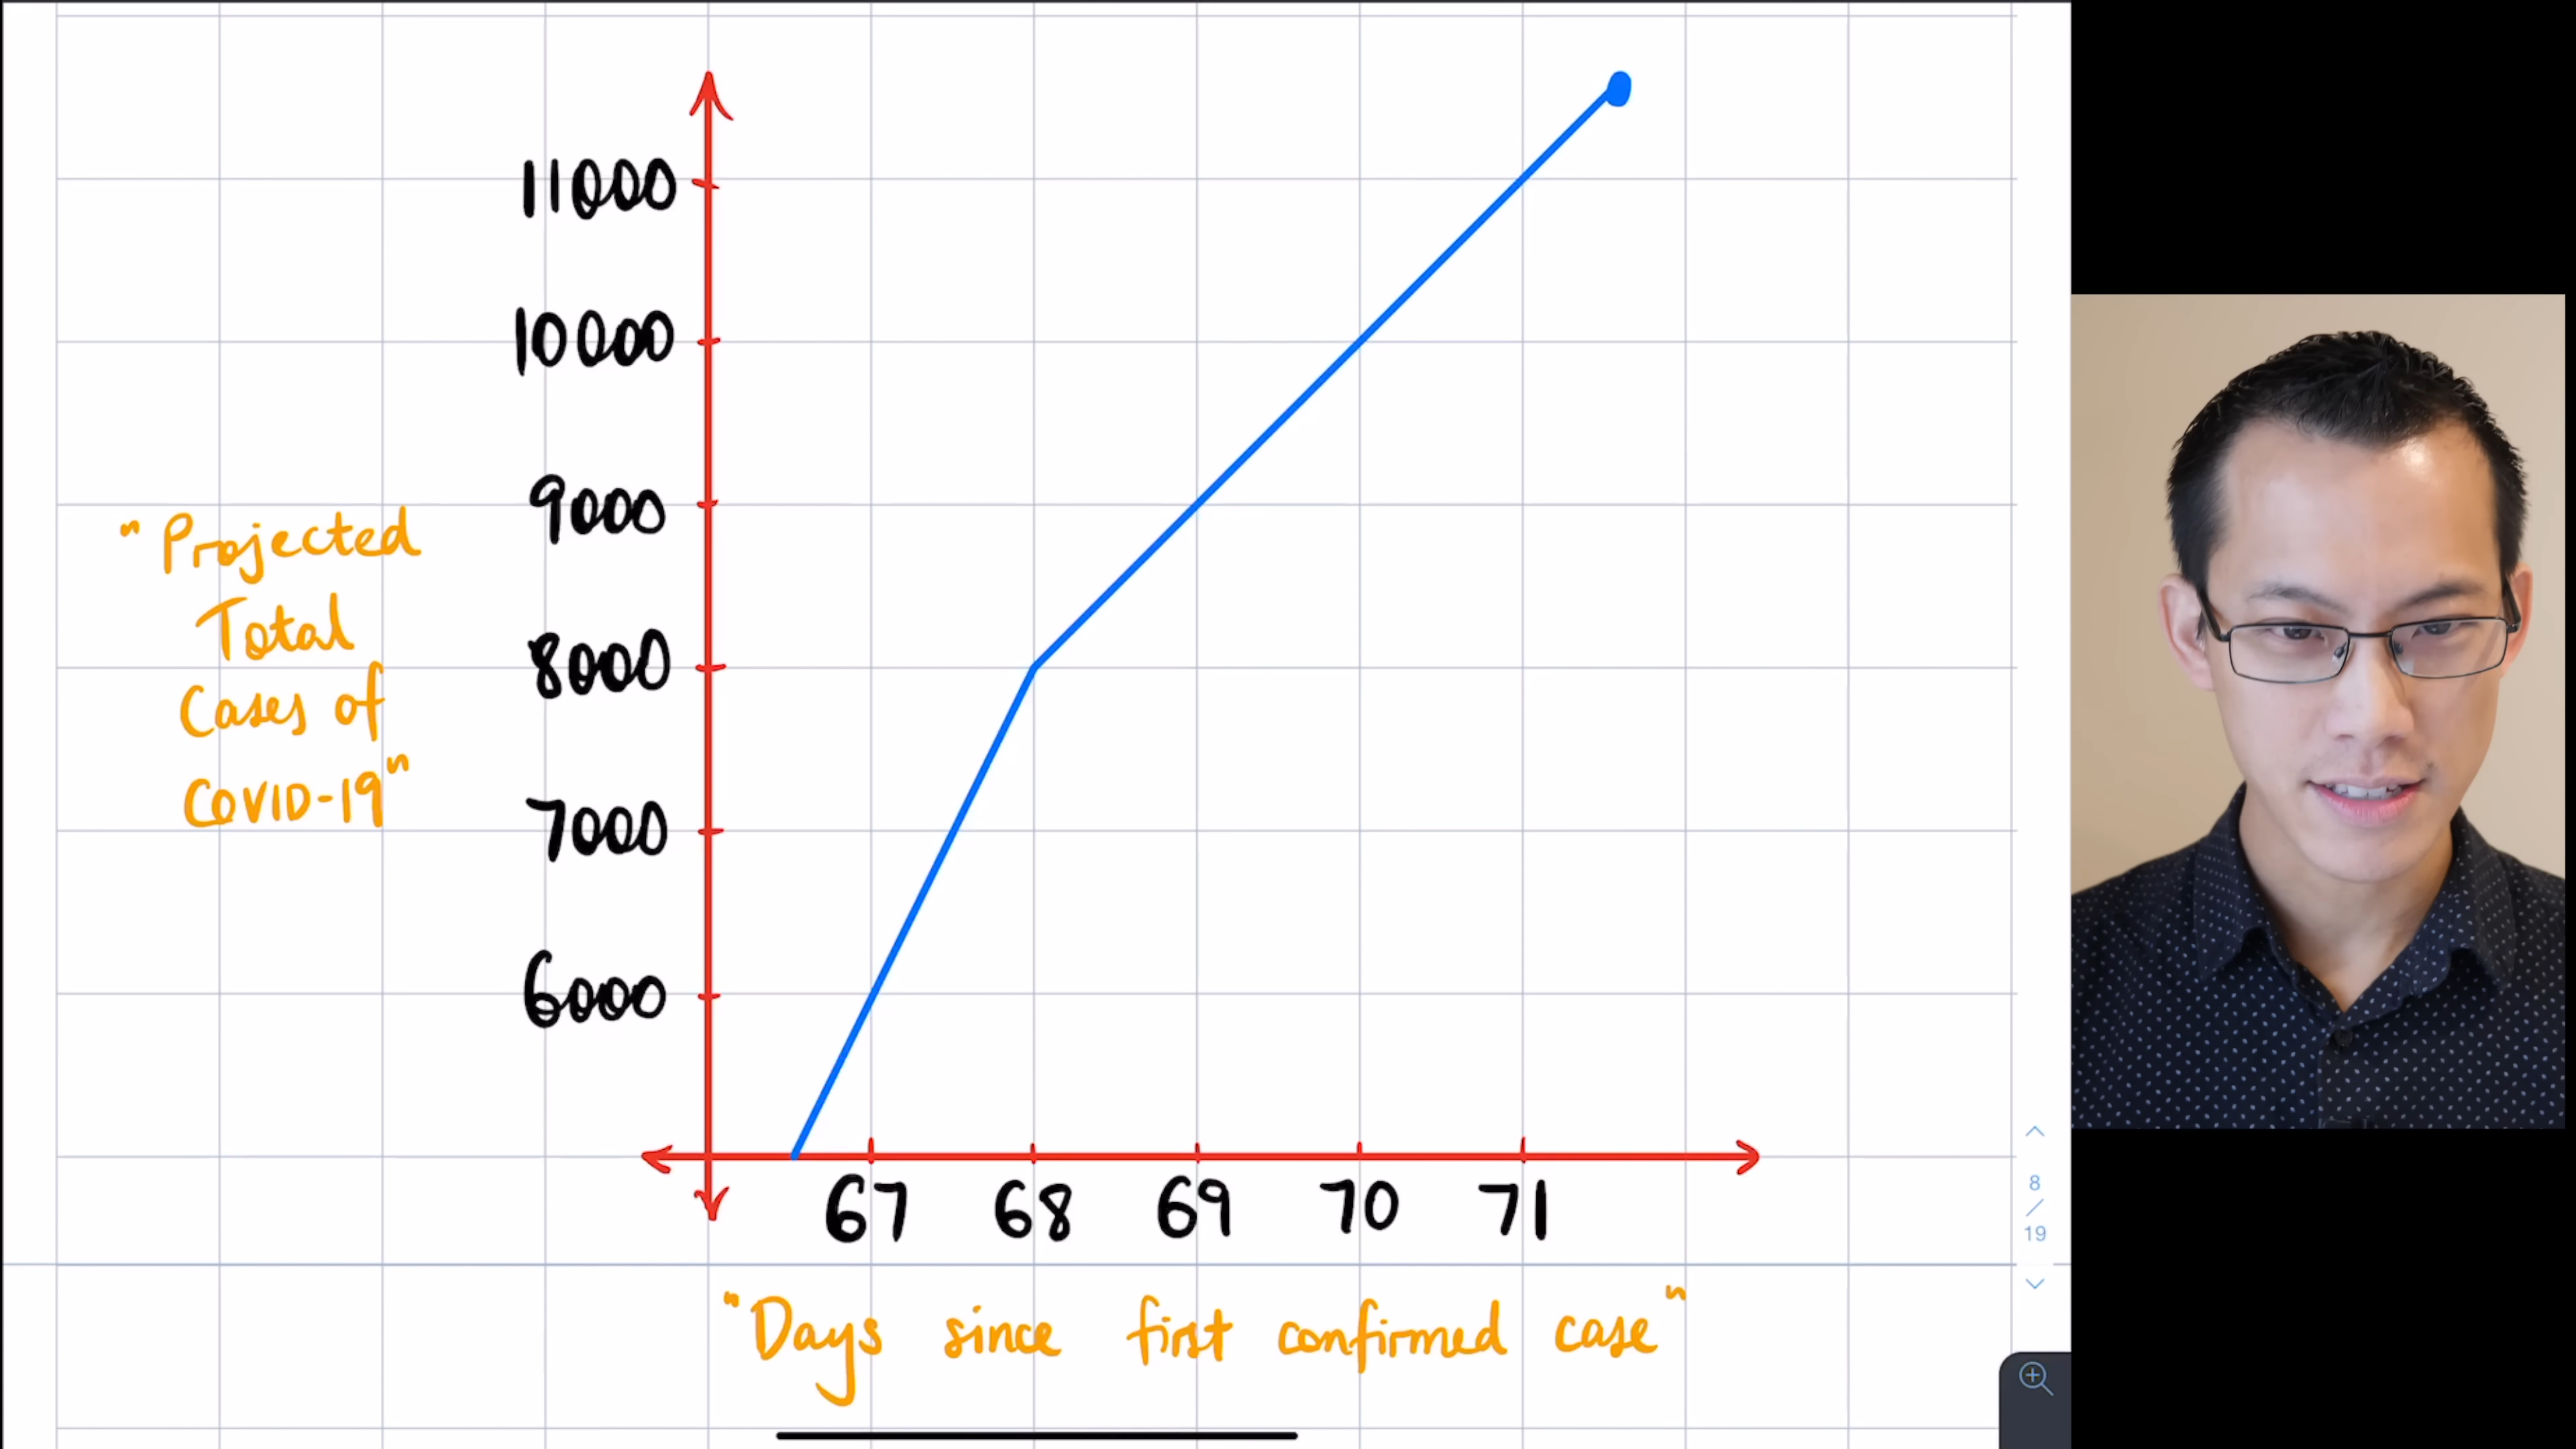 11000
10000
9000
8000
7000
6000
"Projected
Total
Cases of
COVID-19"
67 68 69 70 71
"Days since first confirmed case"
8
/
19